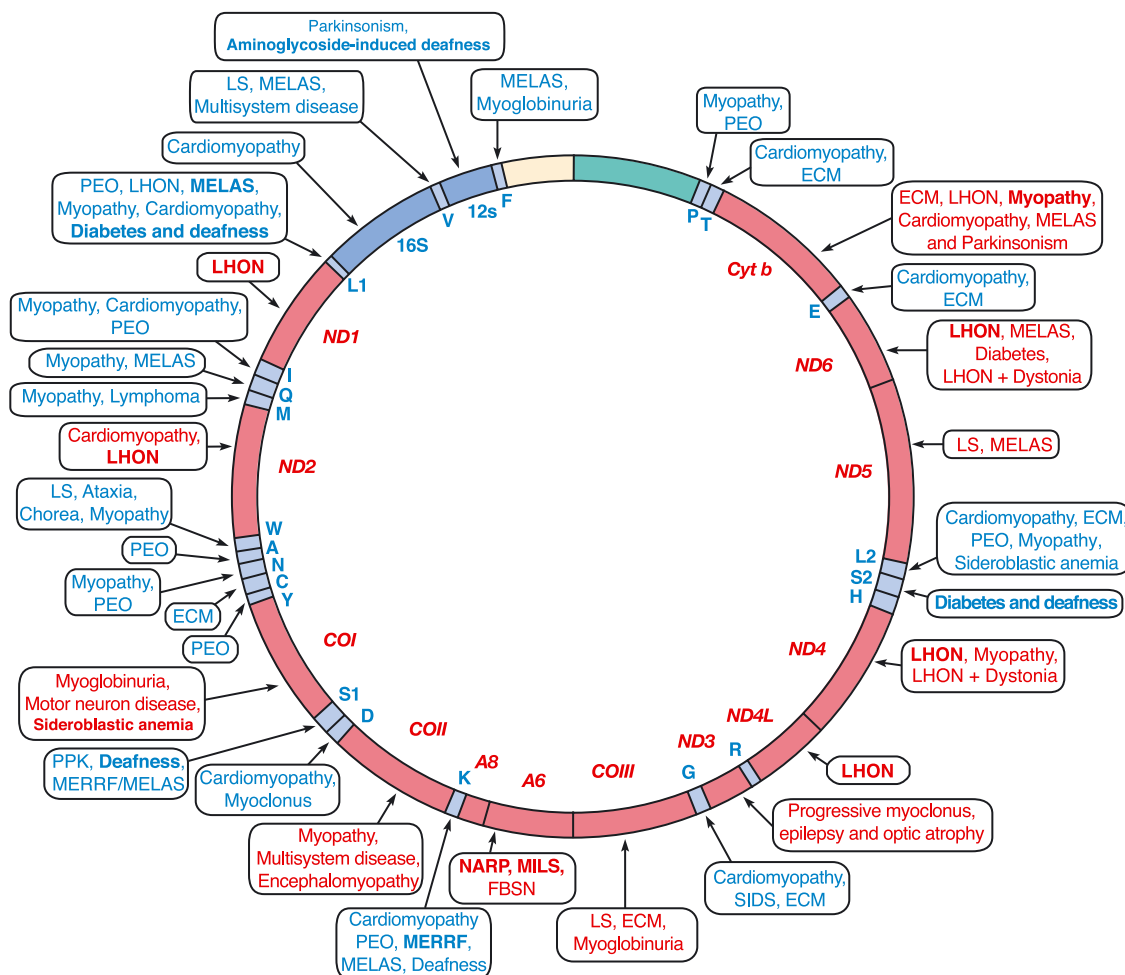 Parkinsonism,
Aminoglycoside-induced deafness
LS, MELAS,
Multisystem disease
MELAS,
Myoglobinuria
Myopathy,
PEO
Cardiomyopathy
Cardiomyopathy,
ECM
PEO, LHON, MELAS,
Myopathy, Cardiomyopathy,
Diabetes and deafness
ECM, LHON, Myopathy,
Cardiomyopathy, MELAS
and Parkinsonism
LHON
Cardiomyopathy,
ECM
Myopathy, Cardiomyopathy,
PEO
LHON, MELAS,
Diabetes,
LHON + Dystonia
Myopathy, MELAS
Myopathy, Lymphoma
Cardiomyopathy,
LHON
LS, MELAS
LS, Ataxia,
Chorea, Myopathy
Cardiomyopathy, ECM,
PEO, Myopathy,
Sideroblastic anemia
PEO
Myopathy,
PEO
Diabetes and deafness
ECM
PEO
LHON, Myopathy,
LHON + Dystonia
Myoglobinuria,
Motor neuron disease,
Sideroblastic anemia
PPK, Deafness,
MERRF/MELAS
Cardiomyopathy,
Myoclonus
LHON
Myopathy,
Multisystem disease,
Encephalomyopathy
Progressive myoclonus,
epilepsy and optic atrophy
NARP, MILS,
FBSN
Cardiomyopathy,
SIDS, ECM
Cardiomyopathy
PEO, MERRF,
MELAS, Deafness
LS, ECM,
Myoglobinuria
F
12s
V
16S
L1
ND1
I
Q
M
ND2
W
A
N
C
Y
COI
S1
D
COII
K
A8
A6
COIII
G
ND3
R
ND4L
ND4
H
S2
L2
ND5
ND6
E
Cyt b
T
P